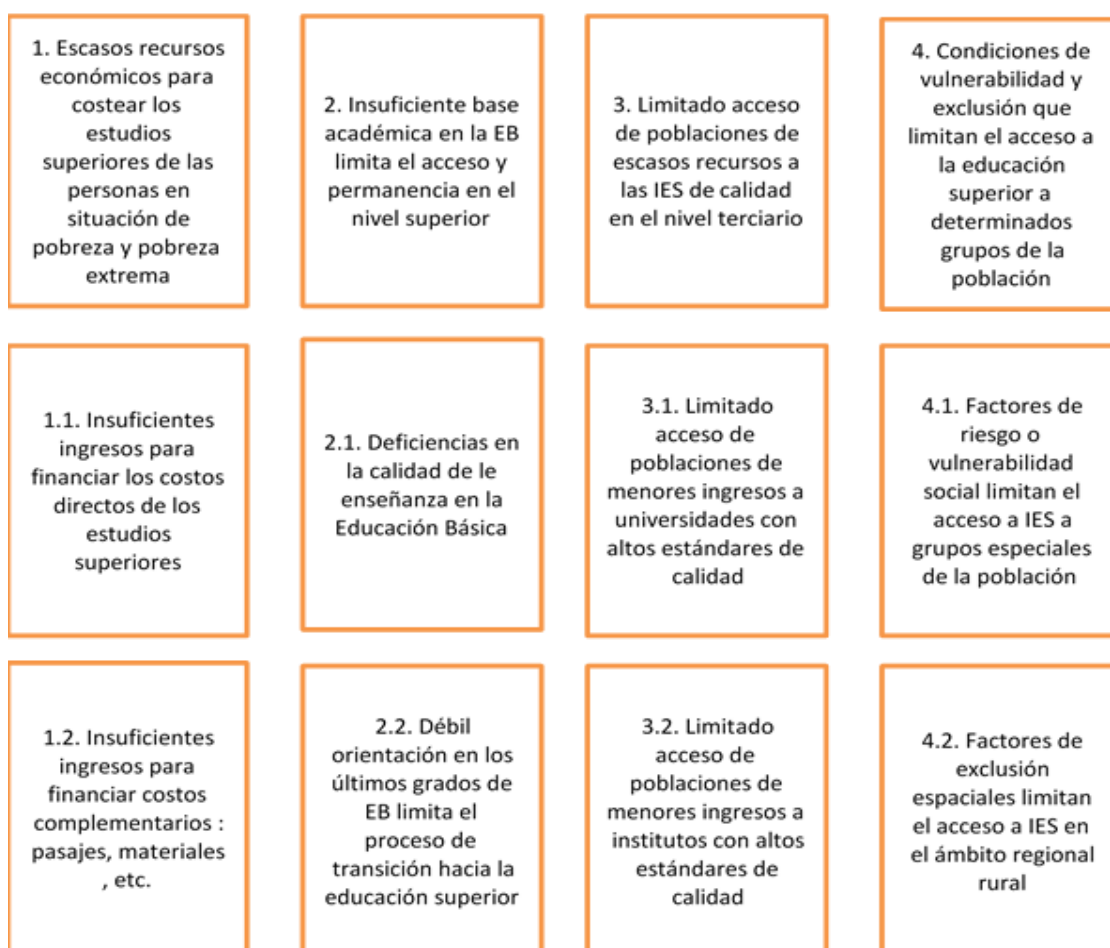 1. Escasos recursos
económicos para
costear los
estudios
superiores de las
personas en
situación de
pobreza y pobreza
extrema
2. Insuficiente base
académica en la EB
limita el acceso y
permanencia en el
nivel superior
3. Limitado acceso
de poblaciones de
escasos recursos a
las IES de calidad
en el nivel terciario
4. Condiciones de
vulnerabilidad y
exclusión que
limitan el acceso a
la educación
superior a
determinados
grupos de la
población
1.1. Insuficientes
ingresos para
financiar los costos
directos de los
estudios
superiores
2.1. Deficiencias en
la calidad de le
enseñanza en la
Educación Básica
3.1. Limitado
acceso de
poblaciones de
menores ingresos a
universidades con
altos estándares de
calidad
4.1. Factores de
riesgo o
vulnerabilidad
social limitan el
acceso a IES a
grupos especiales
de la población
1.2. Insuficientes
ingresos para
financiar costos
complementarios :
pasajes, materiales
, etc.
2.2. Débil
orientación en los
últimos grados de
EB limita el
proceso de
transición hacia la
educación superior
3.2. Limitado
acceso de
poblaciones de
menores ingresos a
institutos con altos
estándares de
calidad
4.2. Factores de
exclusión
espaciales limitan
el acceso a IES en
el ámbito regional
rural